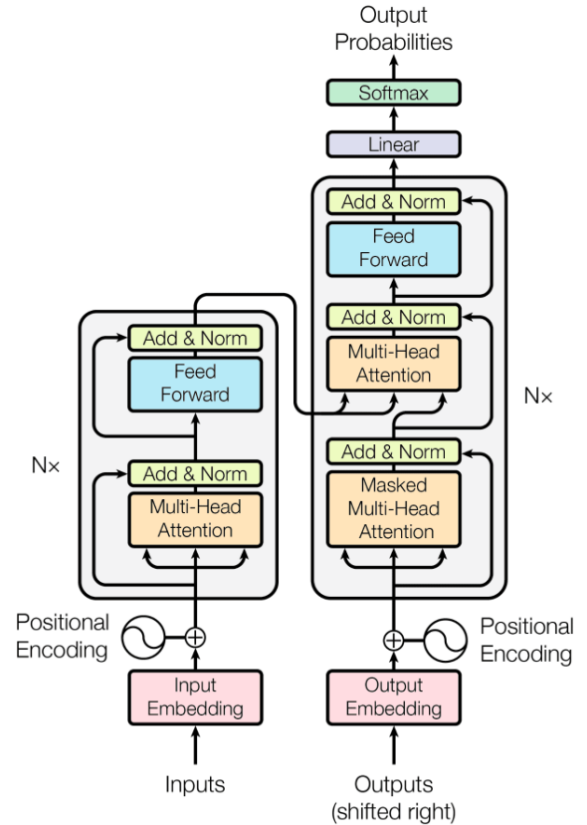 Output
Probabilities
Softmax
Linear
Add & Norm
Feed
Forward
Add & Norm
Multi-Head
Attention
Add & Norm
Masked
Multi-Head
Attention
N×
Add & Norm
Feed
Forward
Add & Norm
Multi-Head
Attention
N×
Positional
Encoding
Positional
Encoding
Input
Embedding
Output
Embedding
Inputs
Outputs
(shifted right)